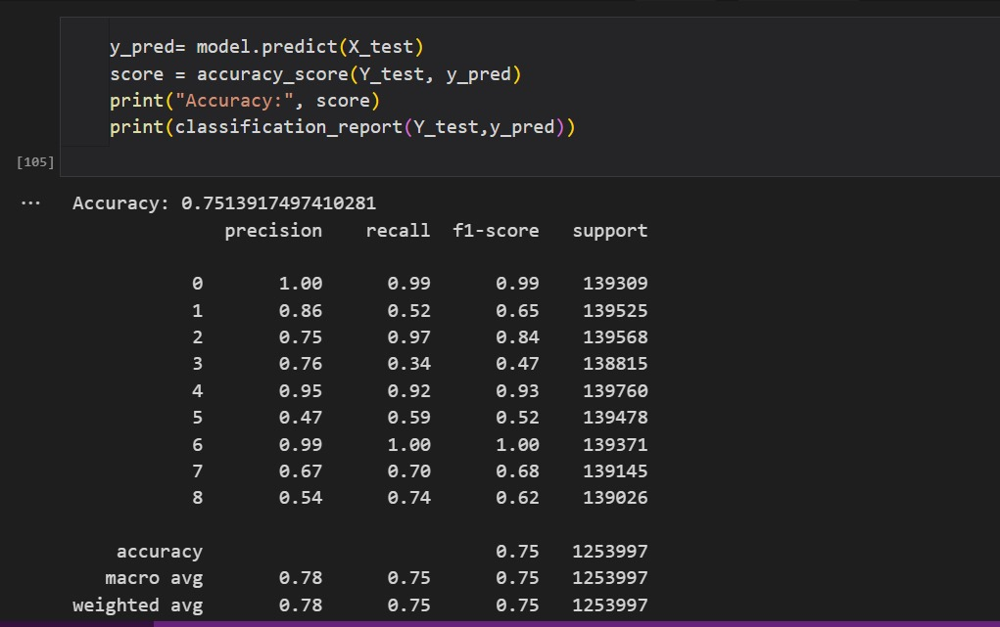 y_pred= model.predict(X_test)
score = accuracy_score(Y_test, y_pred)
print("Accuracy:", score)
print(classification_report(Y_test,y_pred))
[105]
... Accuracy: 0.7513917497410281
precision recall f1-score support
0 1.00 0.99 0.99 139309
1 0.86 0.52 0.65 139525
2 0.75 0.97 0.84 139568
3 0.76 0.34 0.47 138815
4 0.95 0.92 0.93 139760
5 0.47 0.59 0.52 139478
6 0.99 1.00 1.00 139371
7 0.67 0.70 0.68 139145
8 0.54 0.74 0.62 139026
accuracy 0.75 1253997
macro avg 0.78 0.75 0.75 1253997
weighted avg 0.78 0.75 0.75 1253997